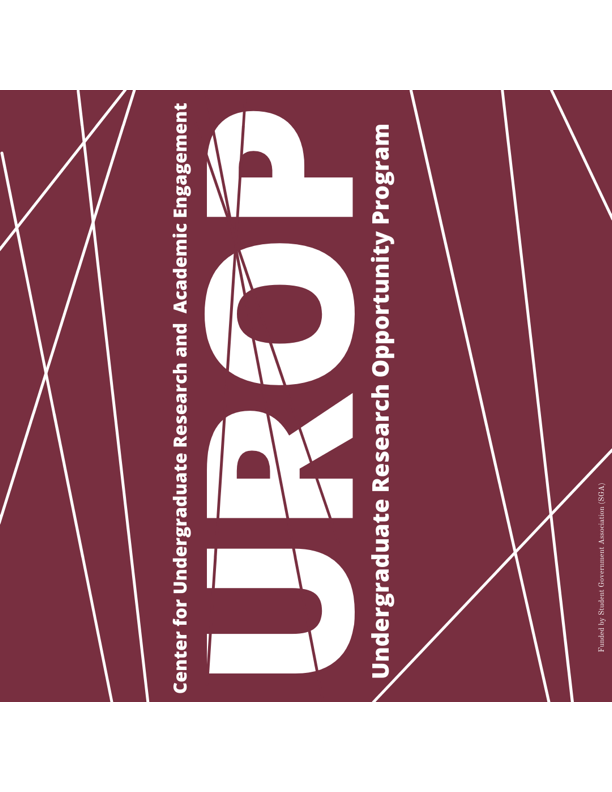 Center for Undergraduate Research and Academic Engagement
UROP
Undergraduate Research Opportunity Program
Funded by Student Government Association (SGA)